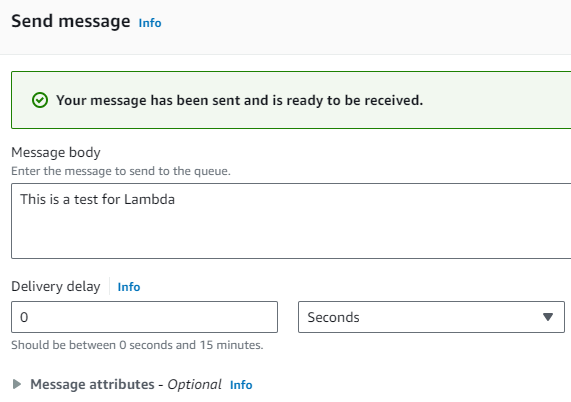 Send message Info
Your message has been sent and is ready to be received.
Message body
Enter the message to send to the queue.
This is a test for Lambda
Delivery delay Info
0 Seconds
Should be between 0 seconds and 15 minutes.
Message attributes - Optional Info